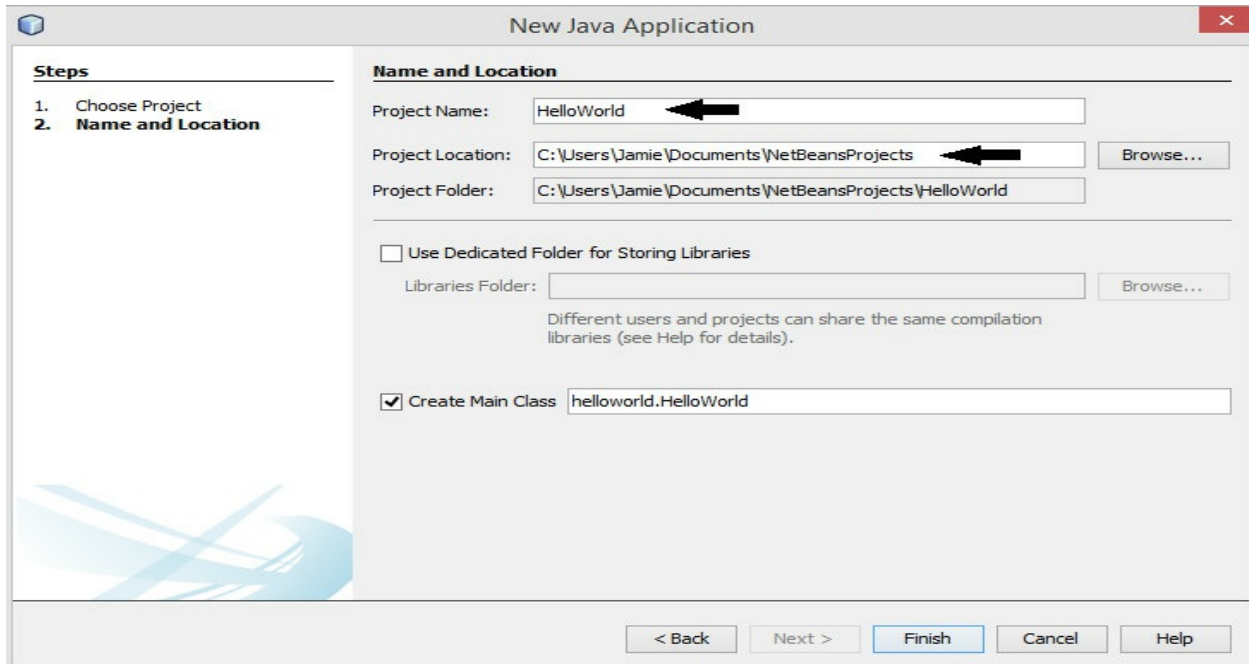 New Java Application
Steps
1. Choose Project
2. Name and Location
Name and Location
Project Name: HelloWorld
Project Location: C:\Users\Jamie\Documents\NetBeansProjects Browse...
Project Folder: C:\Users\Jamie\Documents\NetBeansProjects\HelloWorld
Use Dedicated Folder for Storing Libraries
Libraries Folder: Browse...
Different users and projects can share the same compilation
libraries (see Help for details).
Create Main Class helloworld.HelloWorld
< Back Next > Finish Cancel Help